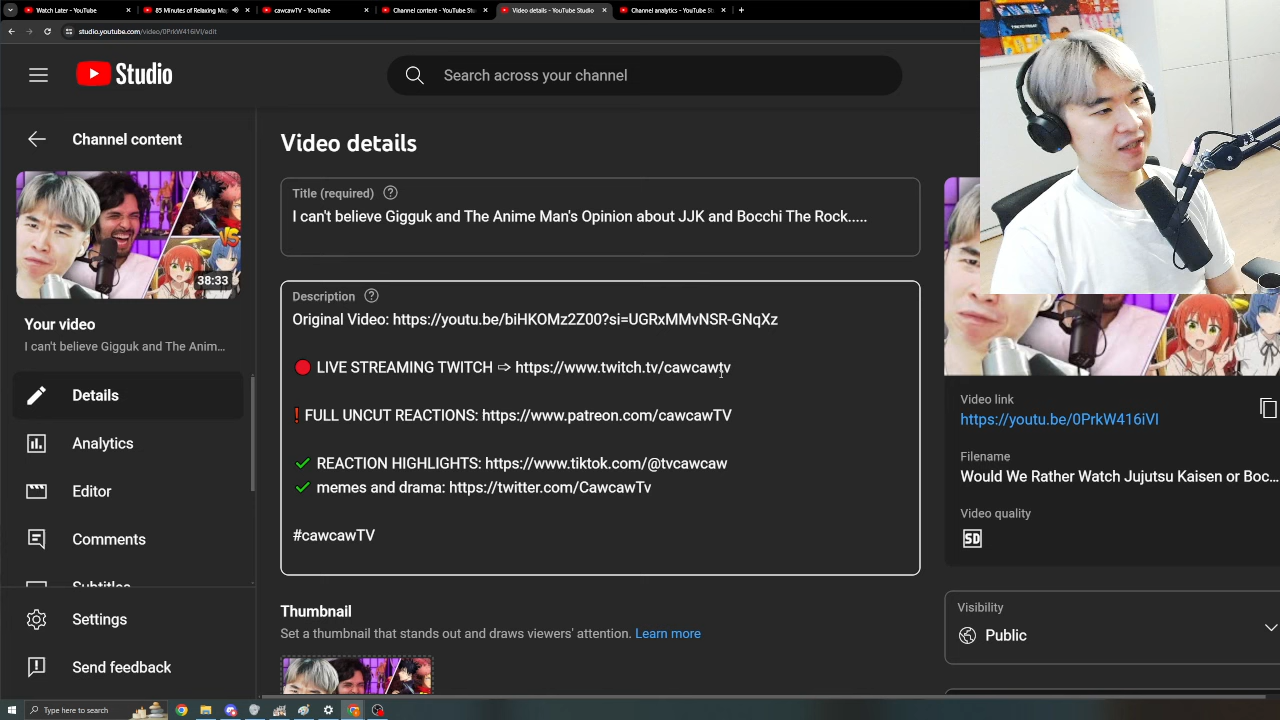 Watch Later - YouTube
85 Minutes of Relaxing Ma
cawcawTV - YouTube
Channel content - YouTube Stu
Video details - YouTube Studio
Channel analytics - YouTube St
studio.youtube.com/video/0PrkW416iVI/edit
Studio
Search across your channel
Channel content
38:33
VS
Your video
I can't believe Gigguk and The Anim...
Details
Analytics
Editor
Comments
Subtitles
Settings
Send feedback
Video details
Title (required)
I can't believe Gigguk and The Anime Man's Opinion about JJK and Bocchi The Rock.....
Description
Original Video: https://youtu.be/biHKOMz2Z00?si=UGRxMMvNSR-GNqXz
🔴 LIVE STREAMING TWITCH ⇨ https://www.twitch.tv/cawcawtv
❗ FULL UNCUT REACTIONS: https://www.patreon.com/cawcawTV
✔ REACTION HIGHLIGHTS: https://www.tiktok.com/@tvcawcaw
✔ memes and drama: https://twitter.com/CawcawTv
#cawcawTV
Thumbnail
Set a thumbnail that stands out and draws viewers' attention. Learn more
Video link
https://youtu.be/0PrkW416iVI
Filename
Would We Rather Watch Jujutsu Kaisen or Boc...
Video quality
SD
Visibility
Public
Type here to search